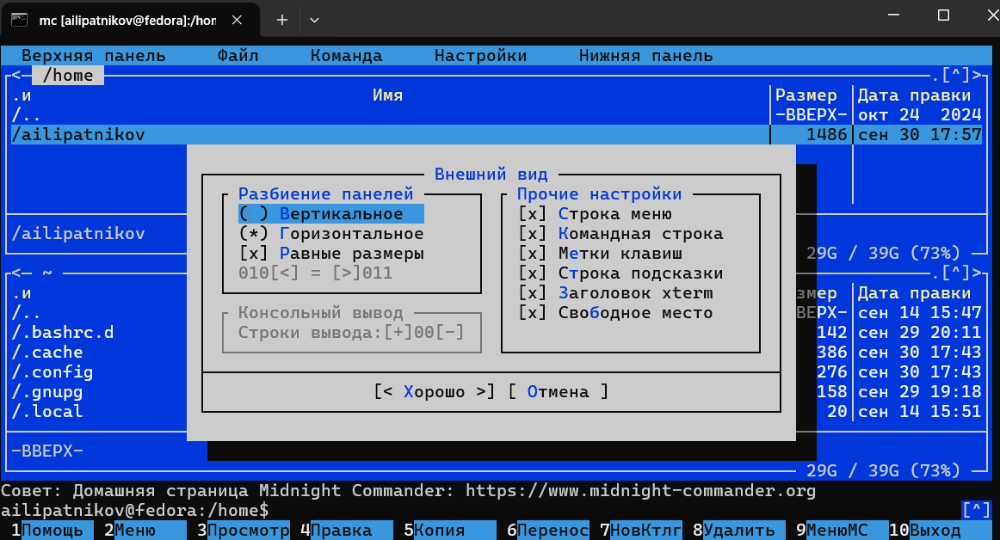 mc [ailipatnikov@fedora]:/hor
Верхняя панель Файл Команда Настройки Нижняя панель
<─ /home .[^]>
.и Имя Размер Дата правки
/.. -ВВЕРХ- окт 24 2024
/ailipatnikov 1486 сен 30 17:57
Внешний вид
Разбиение панелей Прочие настройки
( ) Вертикальное [x] Строка меню
/ailipatnikov (*) Горизонтальное [x] Командная строка
[x] Равные размеры [x] Метки клавиш 29G / 39G (73%)
<─ ~ 010[<] = [>]011 [x] Строка подсказки .[^]>
.и [x] Заголовок xterm змер Дата правки
/.. Консольный вывод [x] Свободное место ВЕРХ- сен 14 15:47
/.bashrc.d Строки вывода:[+]00[-] 142 сен 29 20:11
/.cache 386 сен 30 17:43
/.config 276 сен 30 17:43
/.gnupg [< Хорошо >] [ Отмена ] 158 сен 29 19:18
/.local 20 сен 14 15:51
-ВВЕРХ-
29G / 39G (73%)
Совет: Домашняя страница Midnight Commander: https://www.midnight-commander.org
ailipatnikov@fedora:/home$ [^]
1Помощь 2Меню 3Просмотр 4Правка 5Копия 6Перенос 7НовКтлг 8Удалить 9МенюМС 10Выход